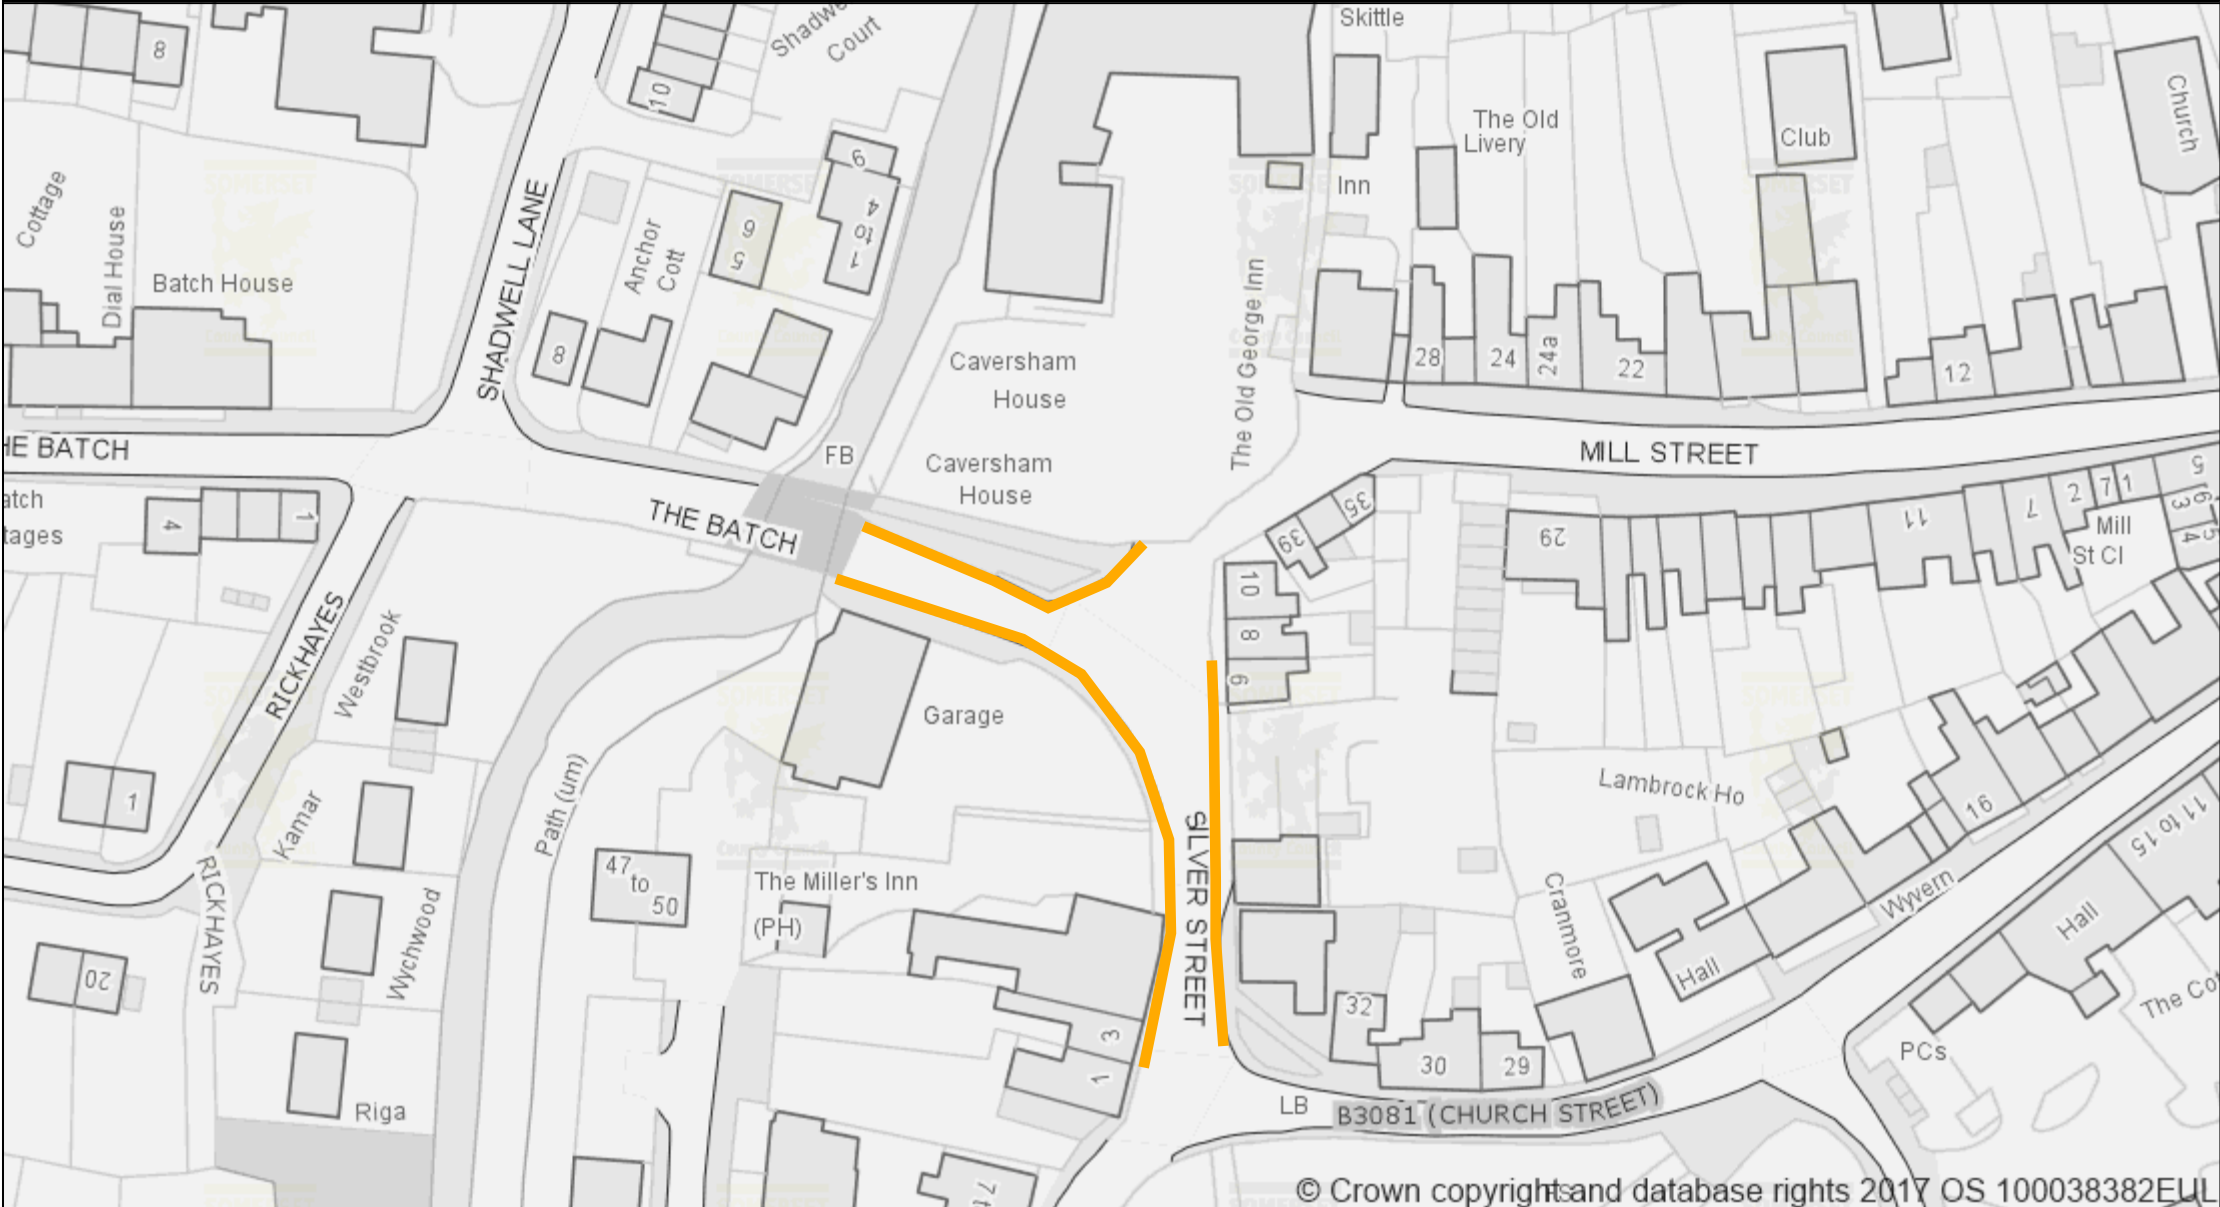 8
10
Shadwe
Court
Skittle
The Old
Livery
Inn
Club
Church
Cottage
Dial House
Batch House
SHADWELL LANE
Anchor
Cott
6
5
9
1 to 4
8
Caversham
House
The Old George Inn
28
24
24a
22
12
HE BATCH
FB
THE BATCH
Caversham
House
MILL STREET
35
39
29
11
7
2
7
1
5
Mill
St Cl
3
4
atch
tages
4
1
RICKHAYES
Westbrook
10
8
6
Garage
Lambrock Ho
1
Kamar
Path (um)
SILVER STREET
16
11 to 15
RICKHAYES
Wychwood
47
to
50
The Miller's Inn
(PH)
Cranmore
Hall
Wyvern
Hall
The Co
20
32
30
29
3
1
PCs
Riga
LB
B3081 (CHURCH STREET)
7 t
© Crown copyright and database rights 2017 OS 100038382EUL
SOMERSET
County Council